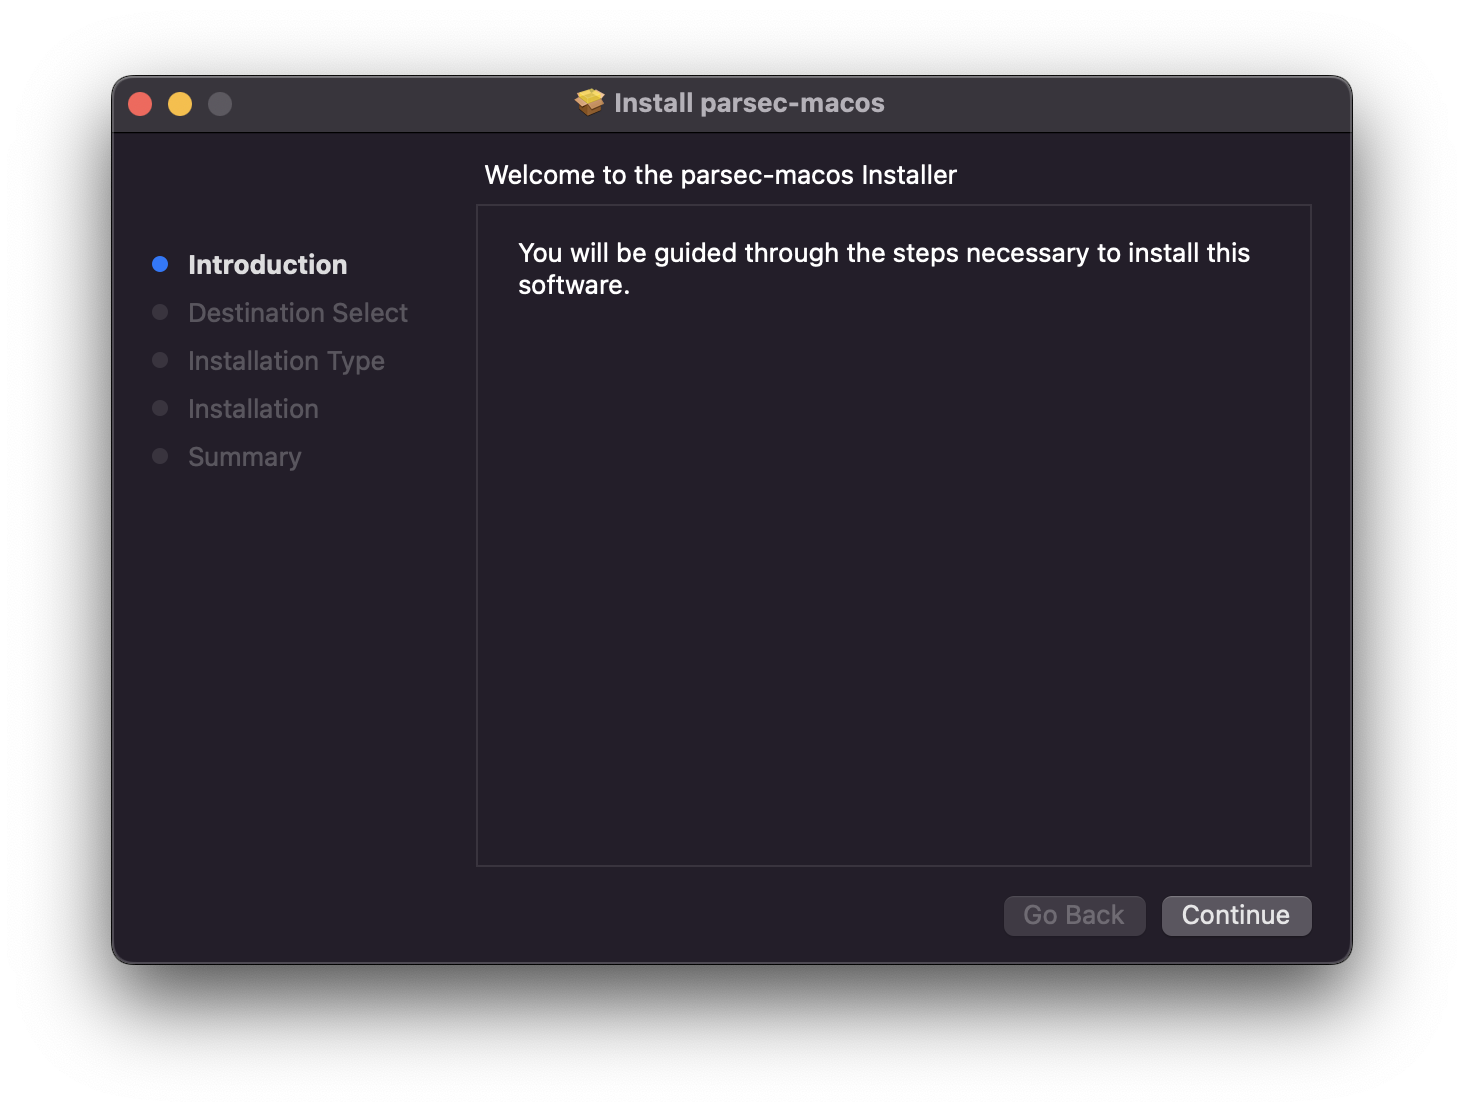 Install parsec-macos
Welcome to the parsec-macos Installer
Introduction
Destination Select
Installation Type
Installation
Summary
You will be guided through the steps necessary to install this
software.
Go Back
Continue